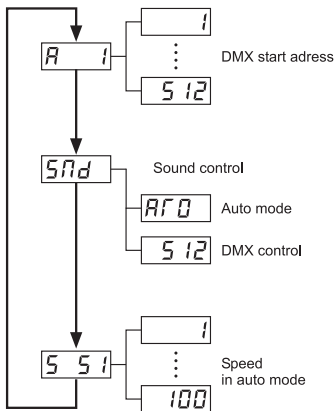 1
A 1
DMX start adress
512
Snd
Sound control
AΓO
Auto mode
512
DMX control
1
S 51
Speed
in auto mode
100